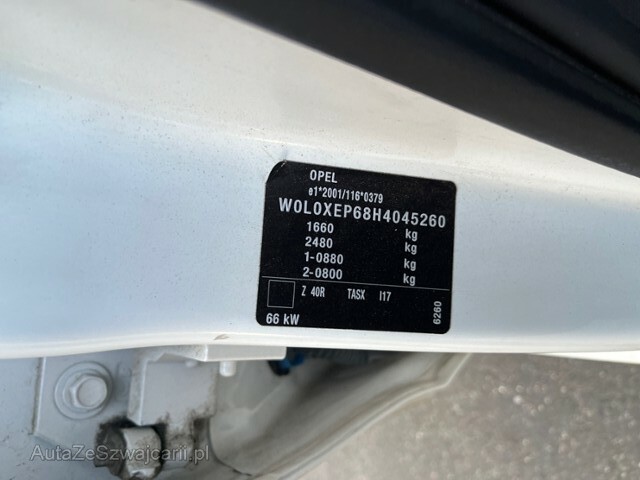 OPEL
e1*2001/116*0379
W0L0XEP68H4045260
1660 kg
2480 kg
1-0880 kg
2-0800 kg
Z 40R TASK I17
66 kW
6260
AutaZeSzwajcarii.pl